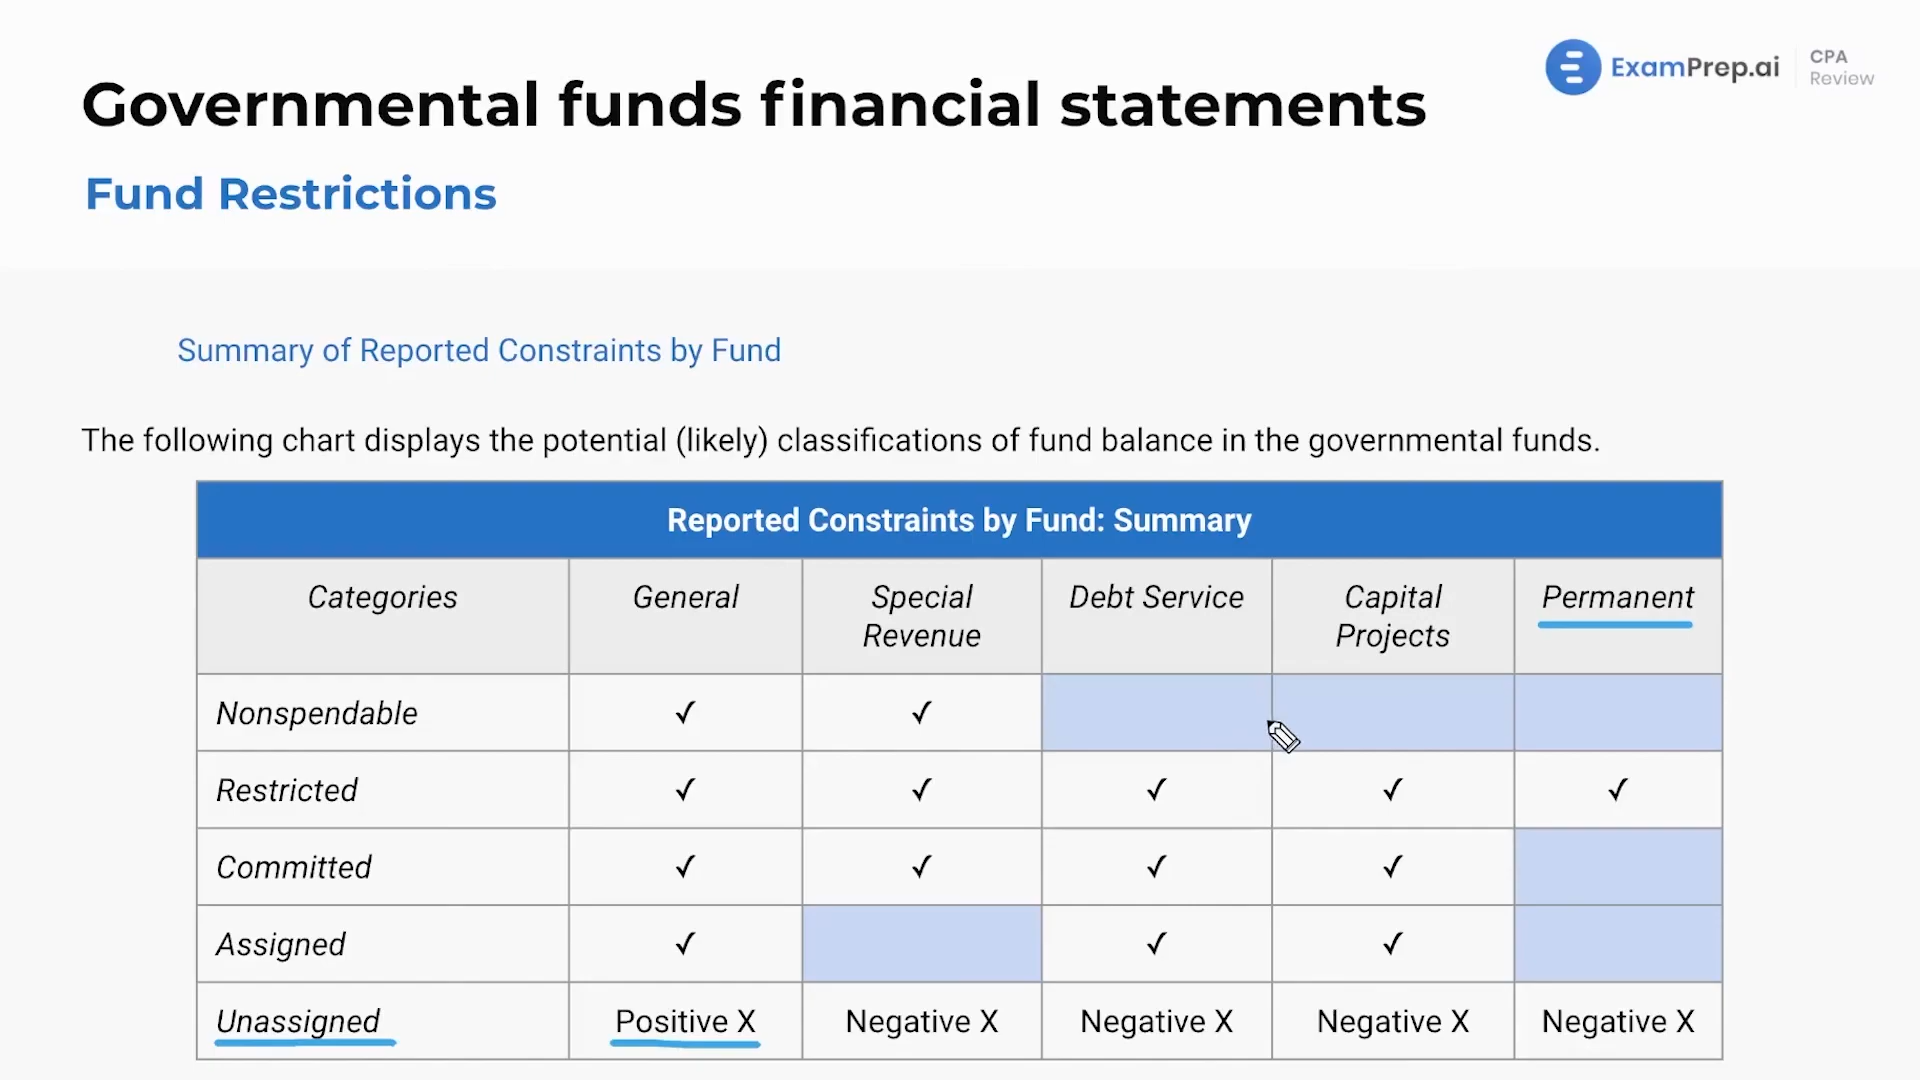 Governmental funds financial statements
ExamPrep.ai
CPA
Review
Fund Restrictions
Summary of Reported Constraints by Fund
The following chart displays the potential (likely) classifications of fund balance in the governmental funds.
Reported Constraints by Fund: Summary
Categories General Special Revenue Debt Service Capital Projects Permanent
Nonspendable ✓ ✓
Restricted ✓ ✓ ✓ ✓ ✓
Committed ✓ ✓ ✓ ✓
Assigned ✓ ✓ ✓
Unassigned Positive X Negative X Negative X Negative X Negative X